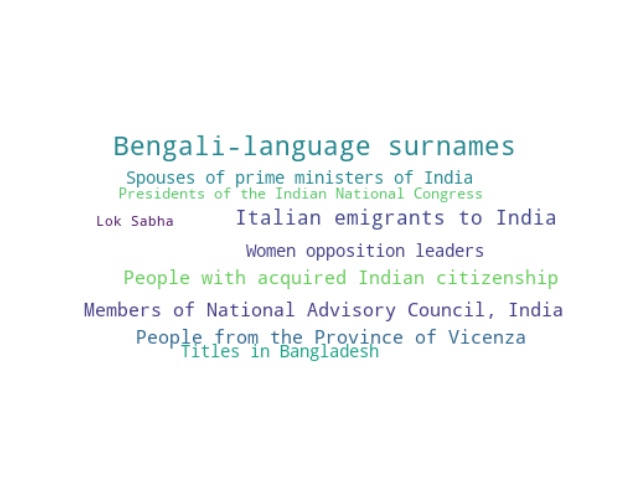 Bengali-language surnames
Spouses of prime ministers of India
Presidents of the Indian National Congress
Lok Sabha
Italian emigrants to India
Women opposition leaders
People with acquired Indian citizenship
Members of National Advisory Council, India
People from the Province of Vicenza
Titles in Bangladesh